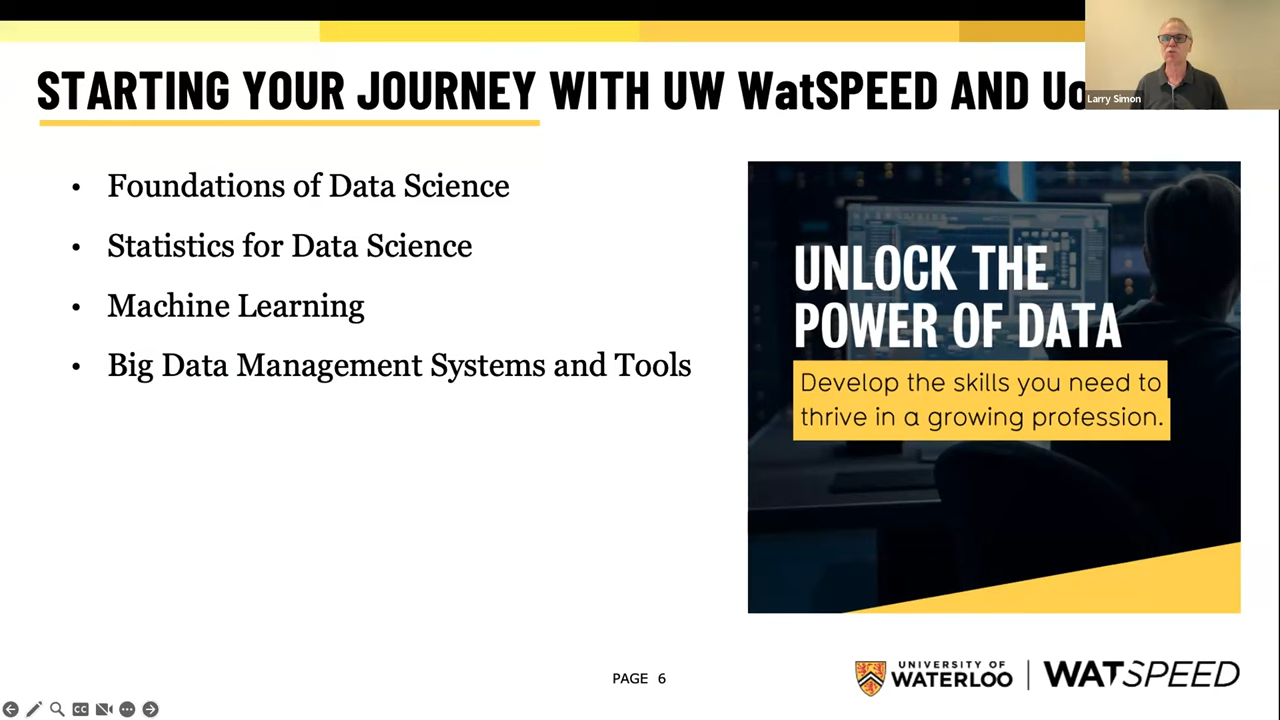 STARTING YOUR JOURNEY WITH UW WatSPEED AND
Larry Simon
• Foundations of Data Science
• Statistics for Data Science
• Machine Learning
• Big Data Management Systems and Tools
UNLOCK THE
POWER OF DATA
Develop the skills you need to
thrive in a growing profession.
PAGE 6
UNIVERSITY OF
WATERLOO
WATSPEED
CC